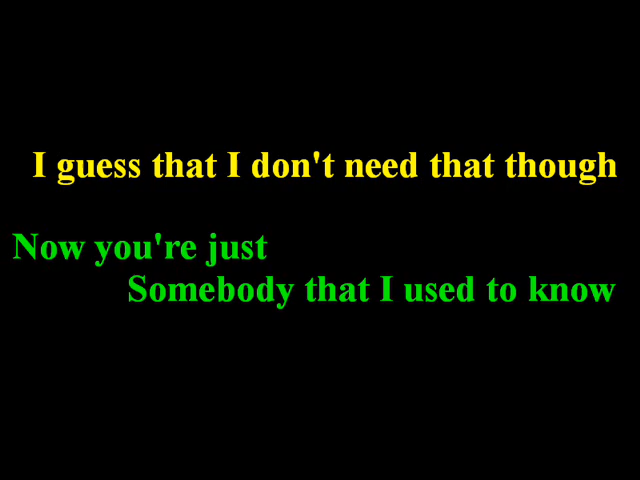 I guess that I don't need that though
Now you're just
Somebody that I used to know